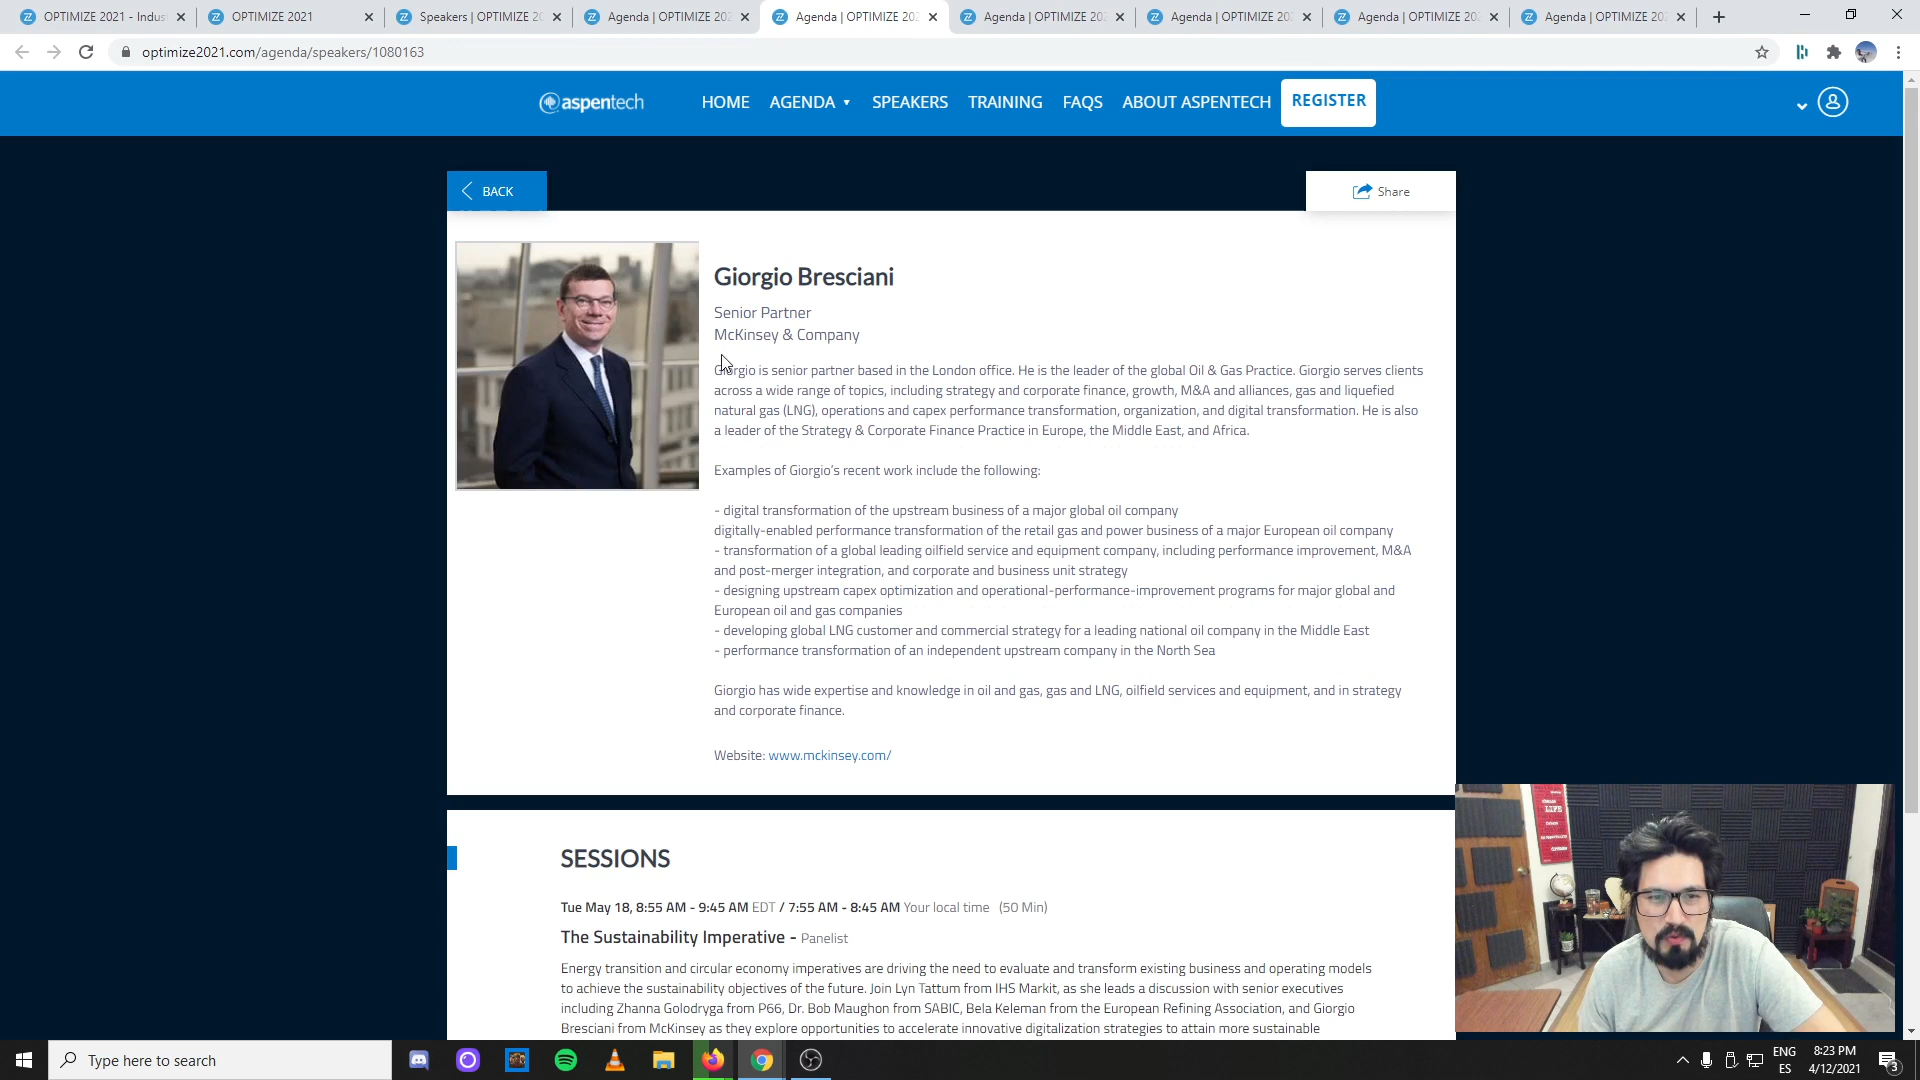 OPTIMIZE 2021 - Indus
OPTIMIZE 2021
Speakers | OPTIMIZE 20
Agenda | OPTIMIZE 202
Agenda | OPTIMIZE 202
Agenda | OPTIMIZE 202
Agenda | OPTIMIZE 202
Agenda | OPTIMIZE 202
Agenda | OPTIMIZE 202
optimize2021.com/agenda/speakers/1080163
aspentech
HOME
AGENDA
SPEAKERS
TRAINING
FAQS
ABOUT ASPENTECH
REGISTER
BACK
Share
Giorgio Bresciani
Senior Partner
McKinsey & Company
Giorgio is senior partner based in the London office. He is the leader of the global Oil & Gas Practice. Giorgio serves clients
across a wide range of topics, including strategy and corporate finance, growth, M&A and alliances, gas and liquefied
natural gas (LNG), operations and capex performance transformation, organization, and digital transformation. He is also
a leader of the Strategy & Corporate Finance Practice in Europe, the Middle East, and Africa.
Examples of Giorgio's recent work include the following:
- digital transformation of the upstream business of a major global oil company
digitally-enabled performance transformation of the retail gas and power business of a major European oil company
- transformation of a global leading oilfield service and equipment company, including performance improvement, M&A
and post-merger integration, and corporate and business unit strategy
- designing upstream capex optimization and operational-performance-improvement programs for major global and
European oil and gas companies
- developing global LNG customer and commercial strategy for a leading national oil company in the Middle East
- performance transformation of an independent upstream company in the North Sea
Giorgio has wide expertise and knowledge in oil and gas, gas and LNG, oilfield services and equipment, and in strategy
and corporate finance.
Website: www.mckinsey.com/
SESSIONS
Tue May 18, 8:55 AM - 9:45 AM EDT / 7:55 AM - 8:45 AM Your local time (50 Min)
The Sustainability Imperative - Panelist
Energy transition and circular economy imperatives are driving the need to evaluate and transform existing business and operating models
to achieve the sustainability objectives of the future. Join Lyn Tattum from IHS Markit, as she leads a discussion with senior executives
including Zhanna Golodryga from P66, Dr. Bob Maughon from SABIC, Bela Keleman from the European Refining Association, and Giorgio
Bresciani from McKinsey as they explore opportunities to accelerate innovative digitalization strategies to attain more sustainable
LIFE
Type here to search
ENG
ES
8:23 PM
4/12/2021
3